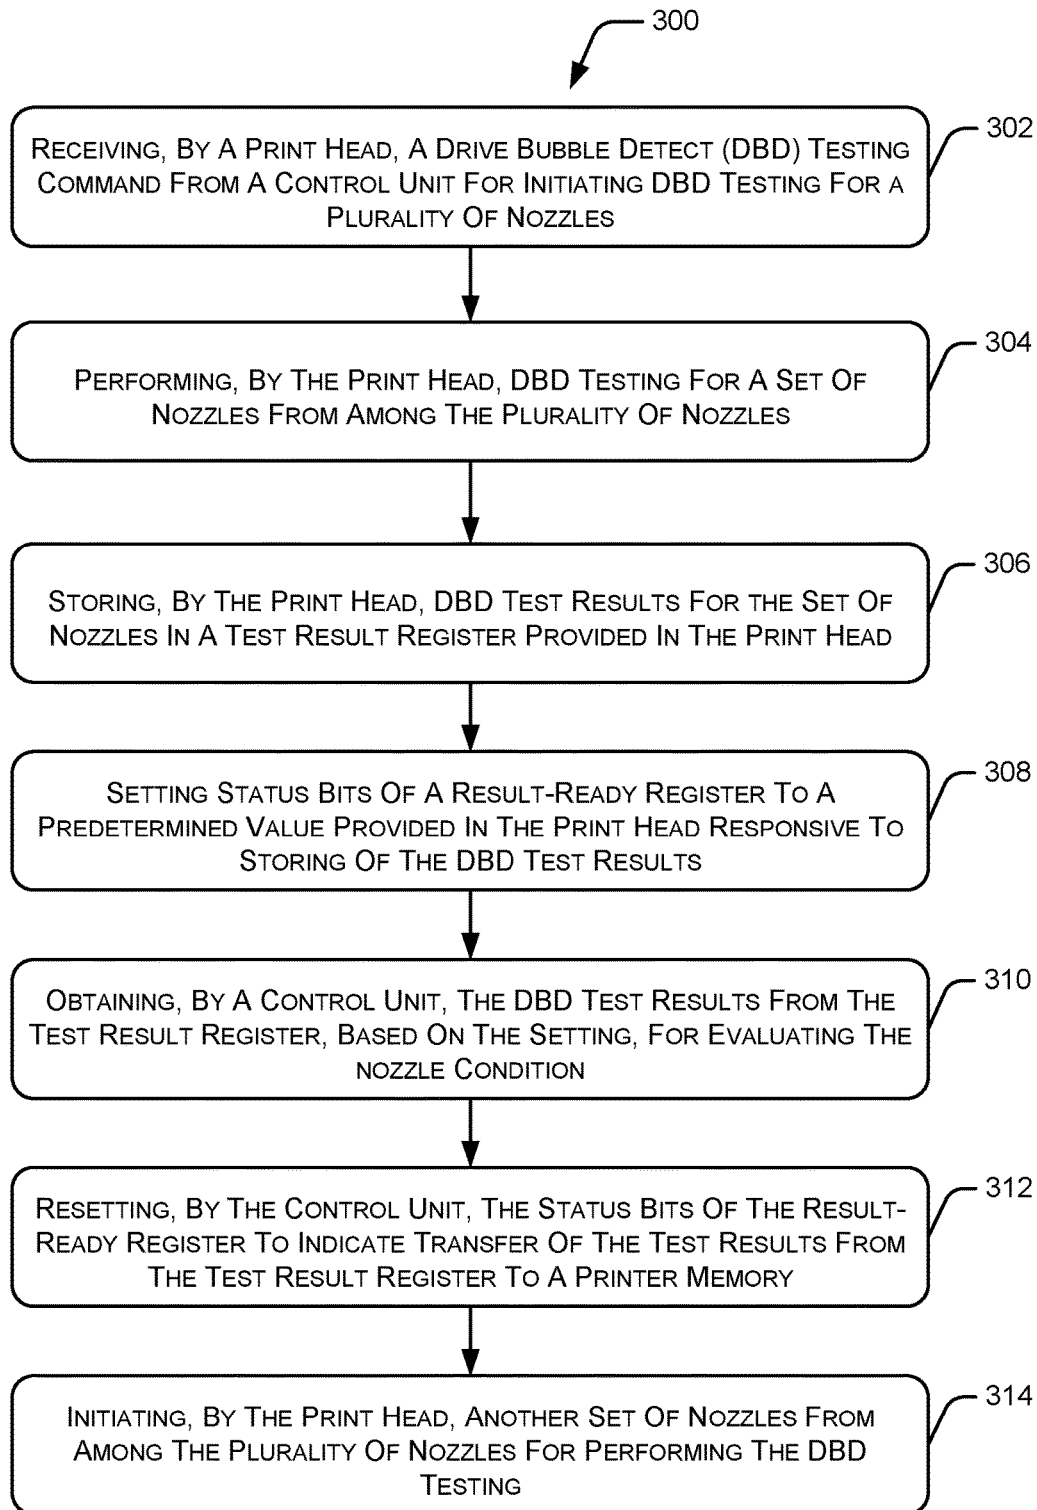 300
302
RECEIVING, BY A PRINT HEAD, A DRIVE BUBBLE DETECT (DBD) TESTING
COMMAND FROM A CONTROL UNIT FOR INITIATING DBD TESTING FOR A
PLURALITY OF NOZZLES
304
PERFORMING, BY THE PRINT HEAD, DBD TESTING FOR A SET OF
NOZZLES FROM AMONG THE PLURALITY OF NOZZLES
306
STORING, BY THE PRINT HEAD, DBD TEST RESULTS FOR THE SET OF
NOZZLES IN A TEST RESULT REGISTER PROVIDED IN THE PRINT HEAD
308
SETTING STATUS BITS OF A RESULT-READY REGISTER TO A
PREDETERMINED VALUE PROVIDED IN THE PRINT HEAD RESPONSIVE TO
STORING OF THE DBD TEST RESULTS
310
OBTAINING, BY A CONTROL UNIT, THE DBD TEST RESULTS FROM THE
TEST RESULT REGISTER, BASED ON THE SETTING, FOR EVALUATING THE
NOZZLE CONDITION
312
RESETTING, BY THE CONTROL UNIT, THE STATUS BITS OF THE RESULT-
READY REGISTER TO INDICATE TRANSFER OF THE TEST RESULTS FROM
THE TEST RESULT REGISTER TO A PRINTER MEMORY
314
INITIATING, BY THE PRINT HEAD, ANOTHER SET OF NOZZLES FROM
AMONG THE PLURALITY OF NOZZLES FOR PERFORMING THE DBD
TESTING